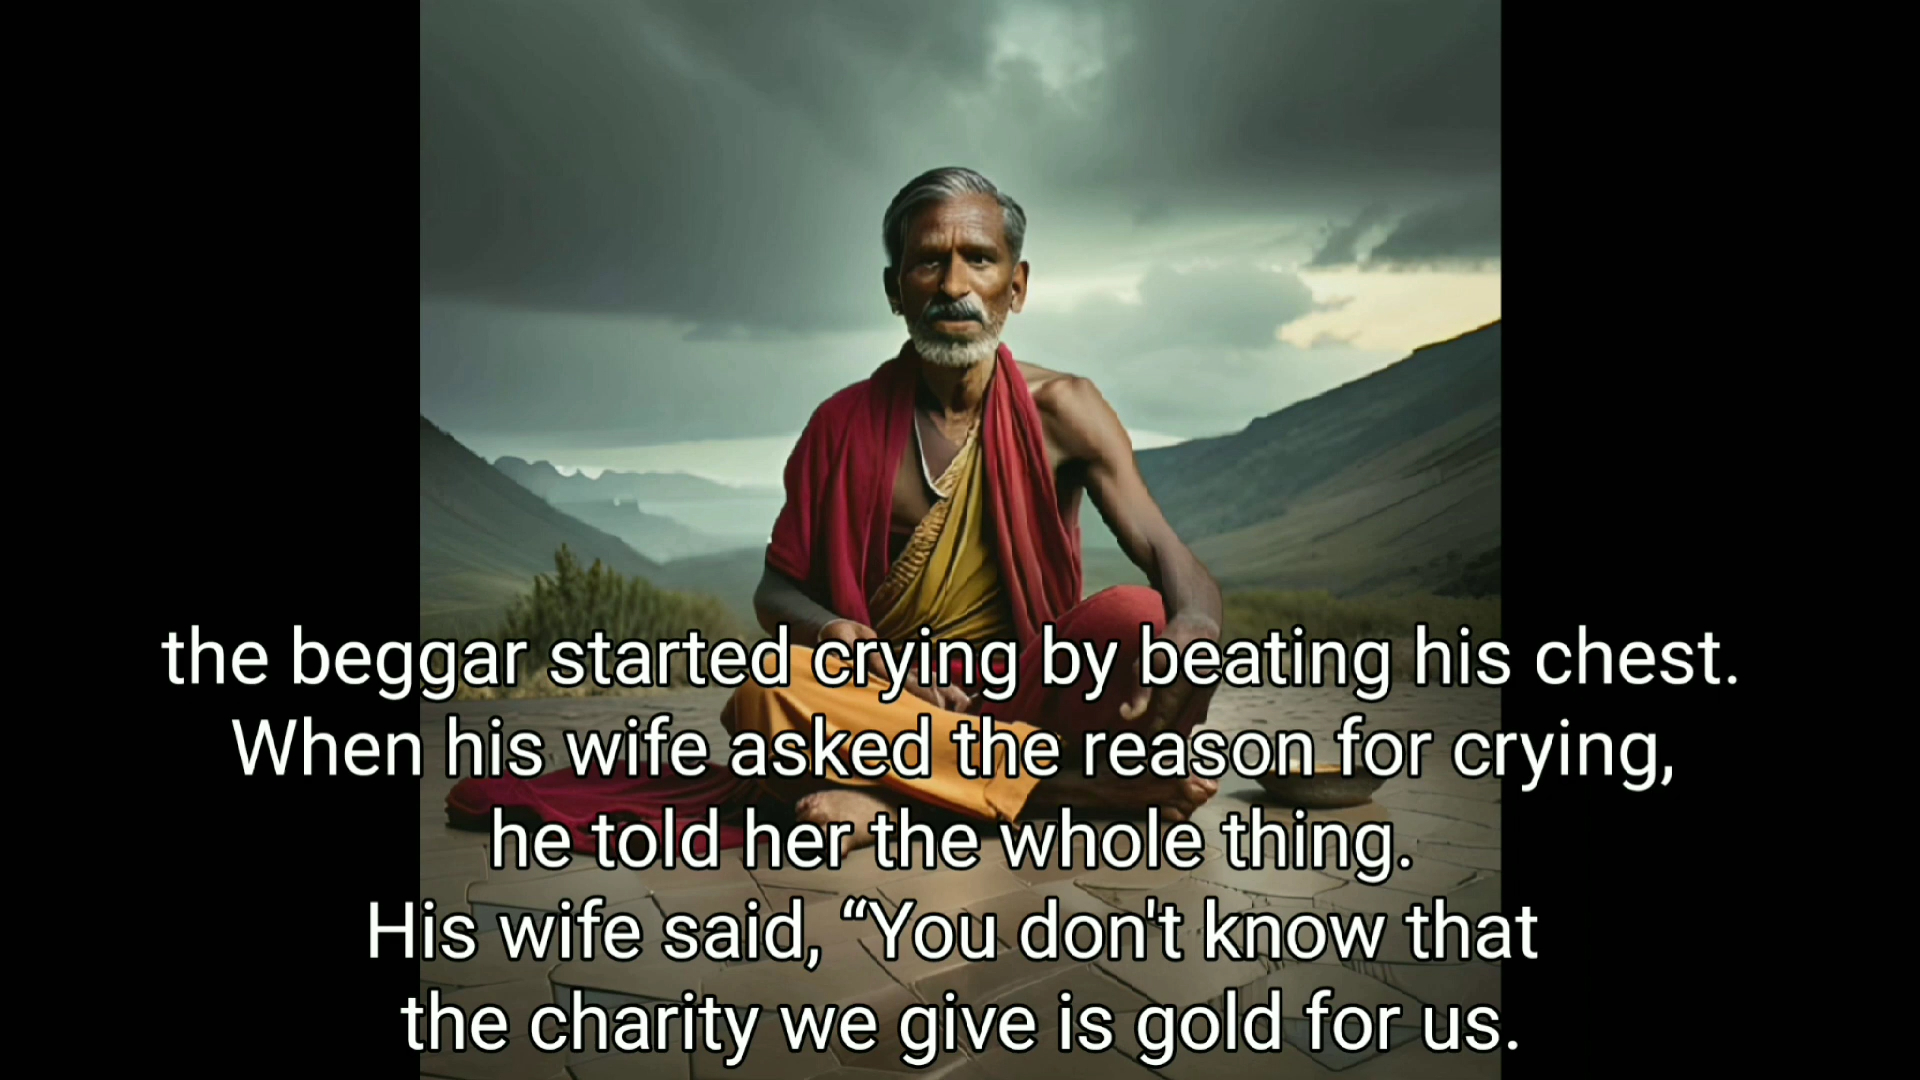 the beggar started crying by beating his chest.
When his wife asked the reason for crying,
he told her the whole thing.
His wife said, “You don't know that
the charity we give is gold for us.